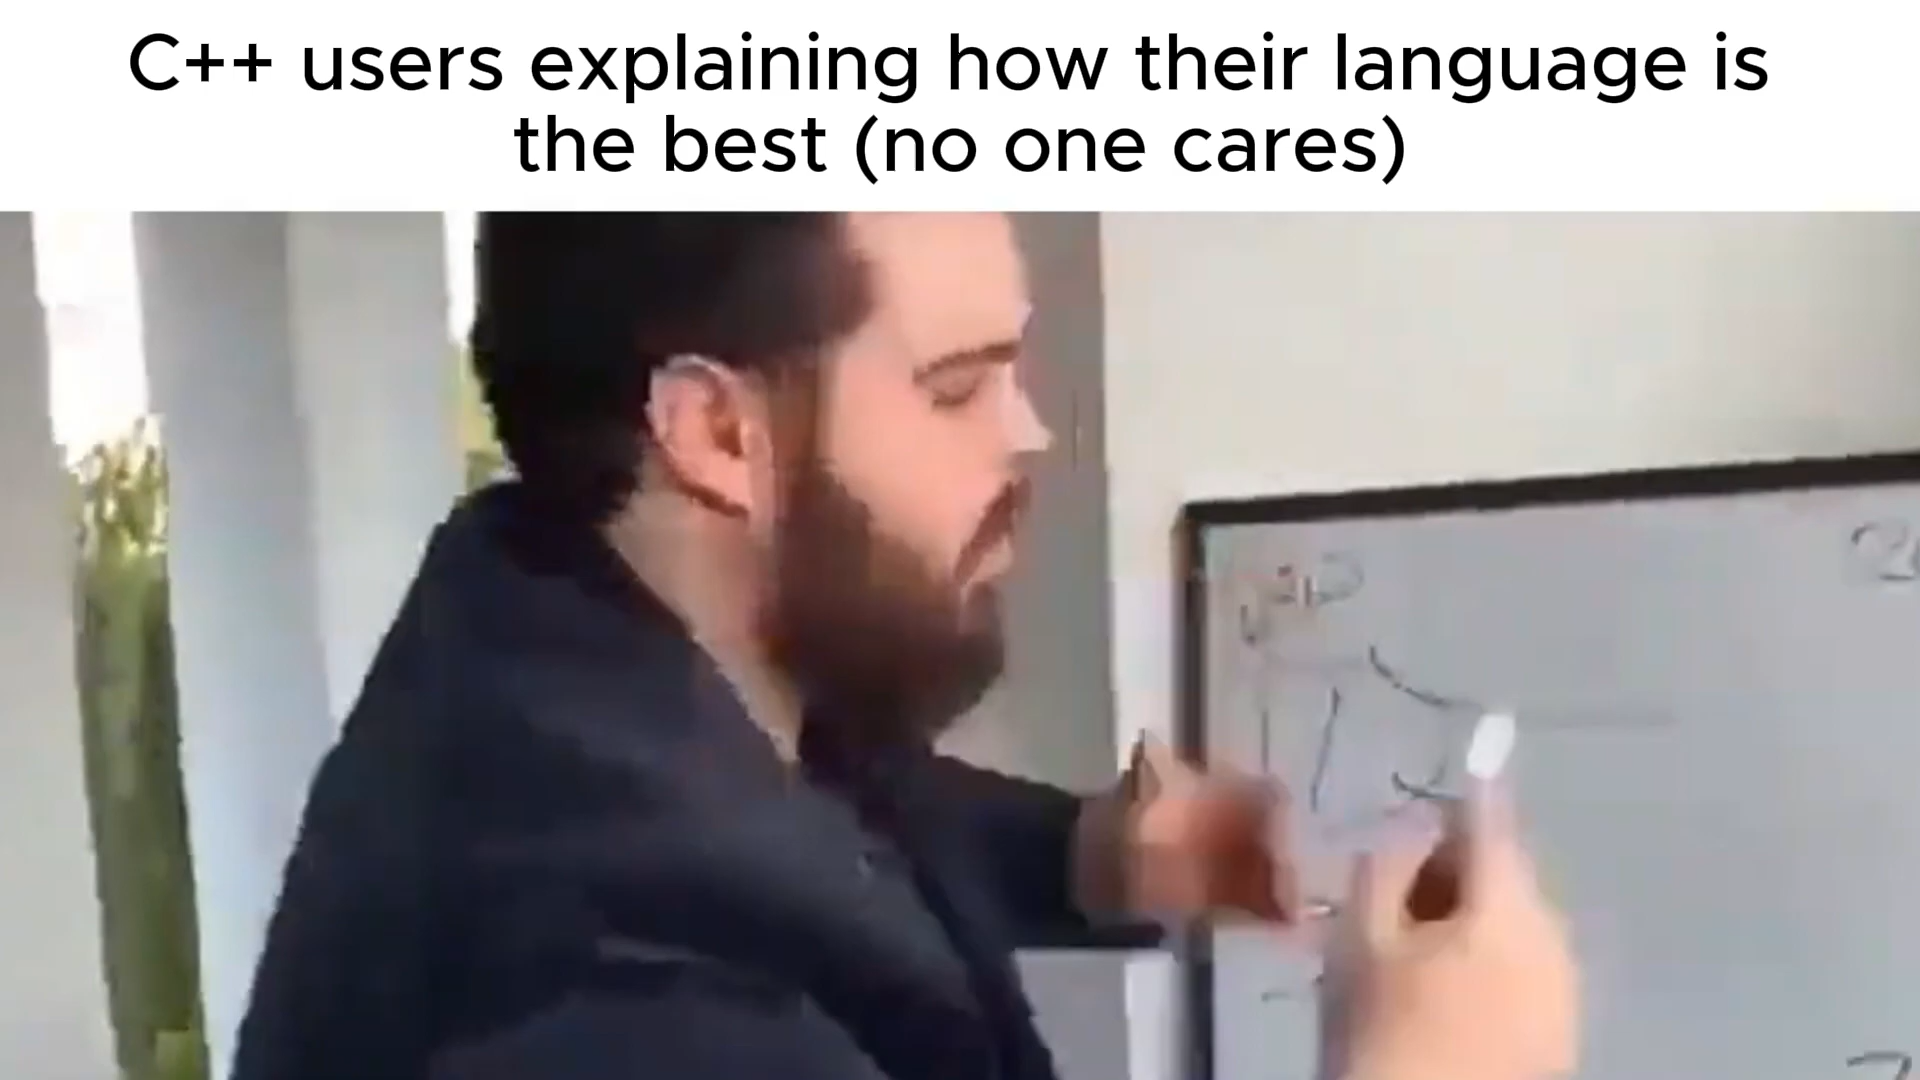 C++ users explaining how their language is
the best (no one cares)